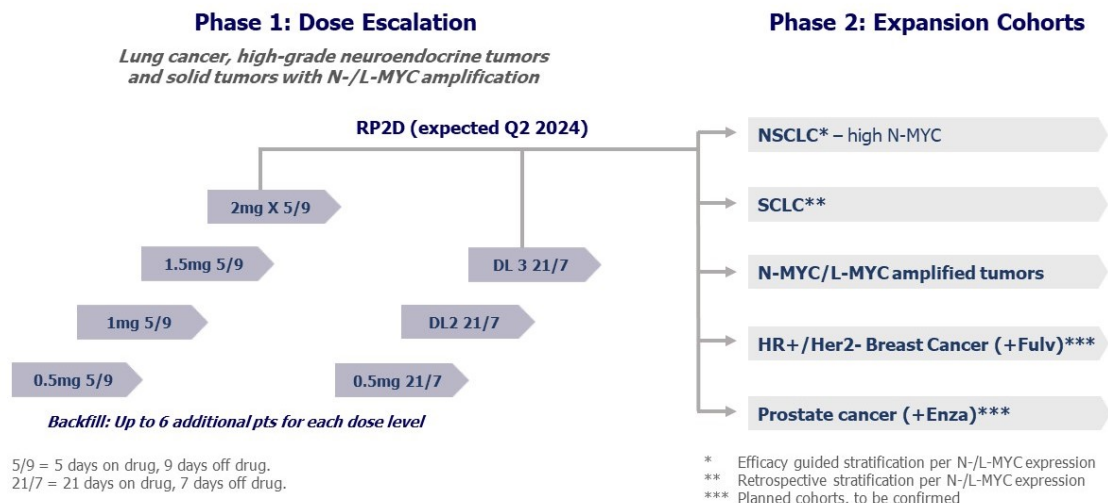 Phase 1: Dose Escalation
Lung cancer, high-grade neuroendocrine tumors
and solid tumors with N-/L-MYC amplification
RP2D (expected Q2 2024)
2mg X 5/9
1.5mg 5/9
1mg 5/9
0.5mg 5/9
DL 3 21/7
DL2 21/7
0.5mg 21/7
Backfill: Up to 6 additional pts for each dose level
5/9 = 5 days on drug, 9 days off drug.
21/7 = 21 days on drug, 7 days off drug.
Phase 2: Expansion Cohorts
NSCLC* – high N-MYC
SCLC**
N-MYC/L-MYC amplified tumors
HR+/Her2- Breast Cancer (+Fulv)***
Prostate cancer (+Enza)***
* Efficacy guided stratification per N-/L-MYC expression
** Retrospective stratification per N-/L-MYC expression
*** Planned cohorts, to be confirmed